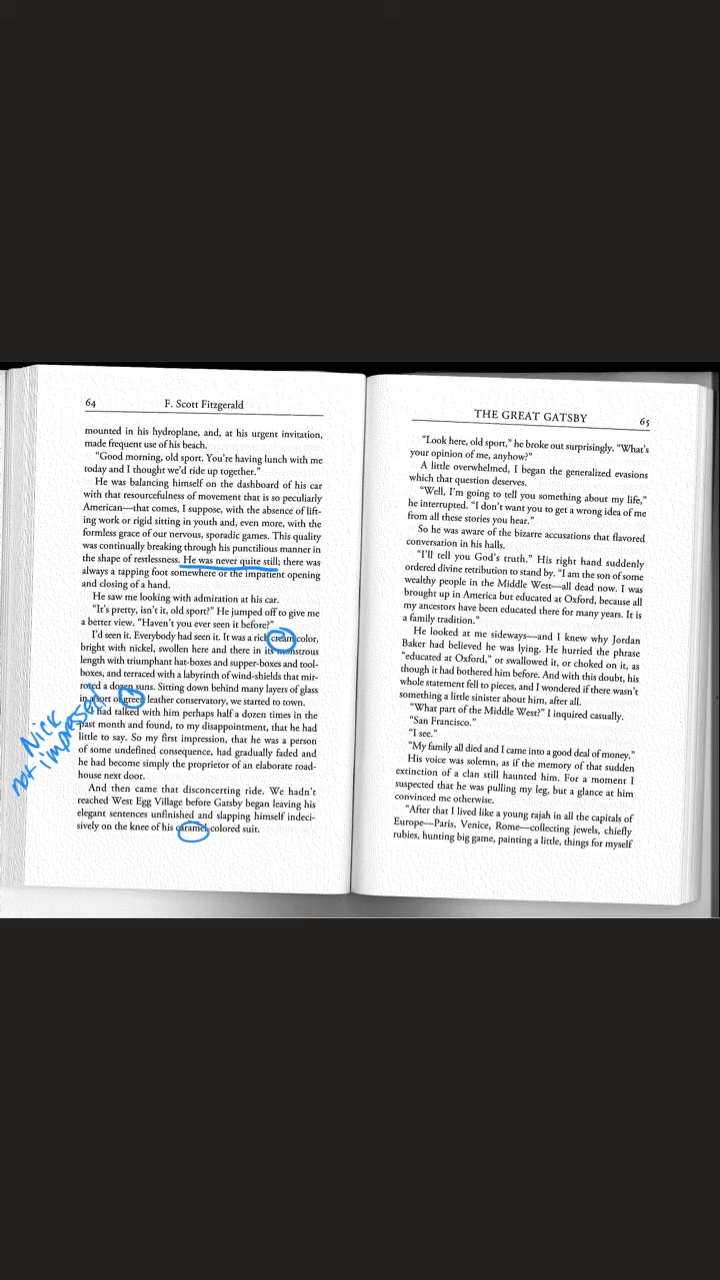 64 F. Scott Fitzgerald
mounted in his hydroplane, and, at his urgent invitation,
made frequent use of his beach.
"Good morning, old sport. You're having lunch with me
today and I thought we'd ride up together."
He was balancing himself on the dashboard of his car
with that resourcefulness of movement that is so peculiarly
American—that comes, I suppose, with the absence of lift-
ing work or rigid sitting in youth and, even more, with the
formless grace of our nervous, sporadic games. This quality
was continually breaking through his punctilious manner in
the shape of restlessness. He was never quite still; there was
always a tapping foot somewhere or the impatient opening
and closing of a hand.
He saw me looking with admiration at his car.
"It's pretty, isn't it, old sport?" He jumped off to give me
a better view. "Haven't you ever seen it before?"
I'd seen it. Everybody had seen it. It was a rich cream color,
bright with nickel, swollen here and there in its monstrous
length with triumphant hat-boxes and supper-boxes and tool-
boxes, and terraced with a labyrinth of wind-shields that mir-
rored a dozen suns. Sitting down behind many layers of glass
in a sort of green leather conservatory, we started to town.
I had talked with him perhaps half a dozen times in the
past month and found, to my disappointment, that he had
little to say. So my first impression, that he was a person
of some undefined consequence, had gradually faded and
he had become simply the proprietor of an elaborate road-
house next door.
And then came that disconcerting ride. We hadn't
reached West Egg Village before Gatsby began leaving his
elegant sentences unfinished and slapping himself indeci-
sively on the knee of his caramel-colored suit.
Nick
not impressed
THE GREAT GATSBY 65
"Look here, old sport," he broke out surprisingly. "What's
your opinion of me, anyhow?"
A little overwhelmed, I began the generalized evasions
which that question deserves.
"Well, I'm going to tell you something about my life,"
he interrupted. "I don't want you to get a wrong idea of me
from all these stories you hear."
So he was aware of the bizarre accusations that flavored
conversation in his halls.
"I'll tell you God's truth." His right hand suddenly
ordered divine retribution to stand by. "I am the son of some
wealthy people in the Middle West—all dead now. I was
brought up in America but educated at Oxford, because all
my ancestors have been educated there for many years. It is
a family tradition."
He looked at me sideways—and I knew why Jordan
Baker had believed he was lying. He hurried the phrase
"educated at Oxford," or swallowed it, or choked on it, as
though it had bothered him before. And with this doubt, his
whole statement fell to pieces, and I wondered if there wasn't
something a little sinister about him, after all.
"What part of the Middle West?" I inquired casually.
"San Francisco."
"I see."
"My family all died and I came into a good deal of money."
His voice was solemn, as if the memory of that sudden
extinction of a clan still haunted him. For a moment I
suspected that he was pulling my leg, but a glance at him
convinced me otherwise.
"After that I lived like a young rajah in all the capitals of
Europe—Paris, Venice, Rome—collecting jewels, chiefly
rubies, hunting big game, painting a little, things for myself